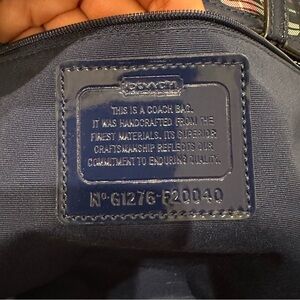 COACH
THIS IS A COACH BAG.
IT WAS HANDCRAFTED FROM THE
FINEST MATERIALS. ITS SUPERIOR
CRAFTSMANSHIP REFLECTS OUR
COMMITMENT TO ENDURING QUALITY.
Nº G1276-F20040